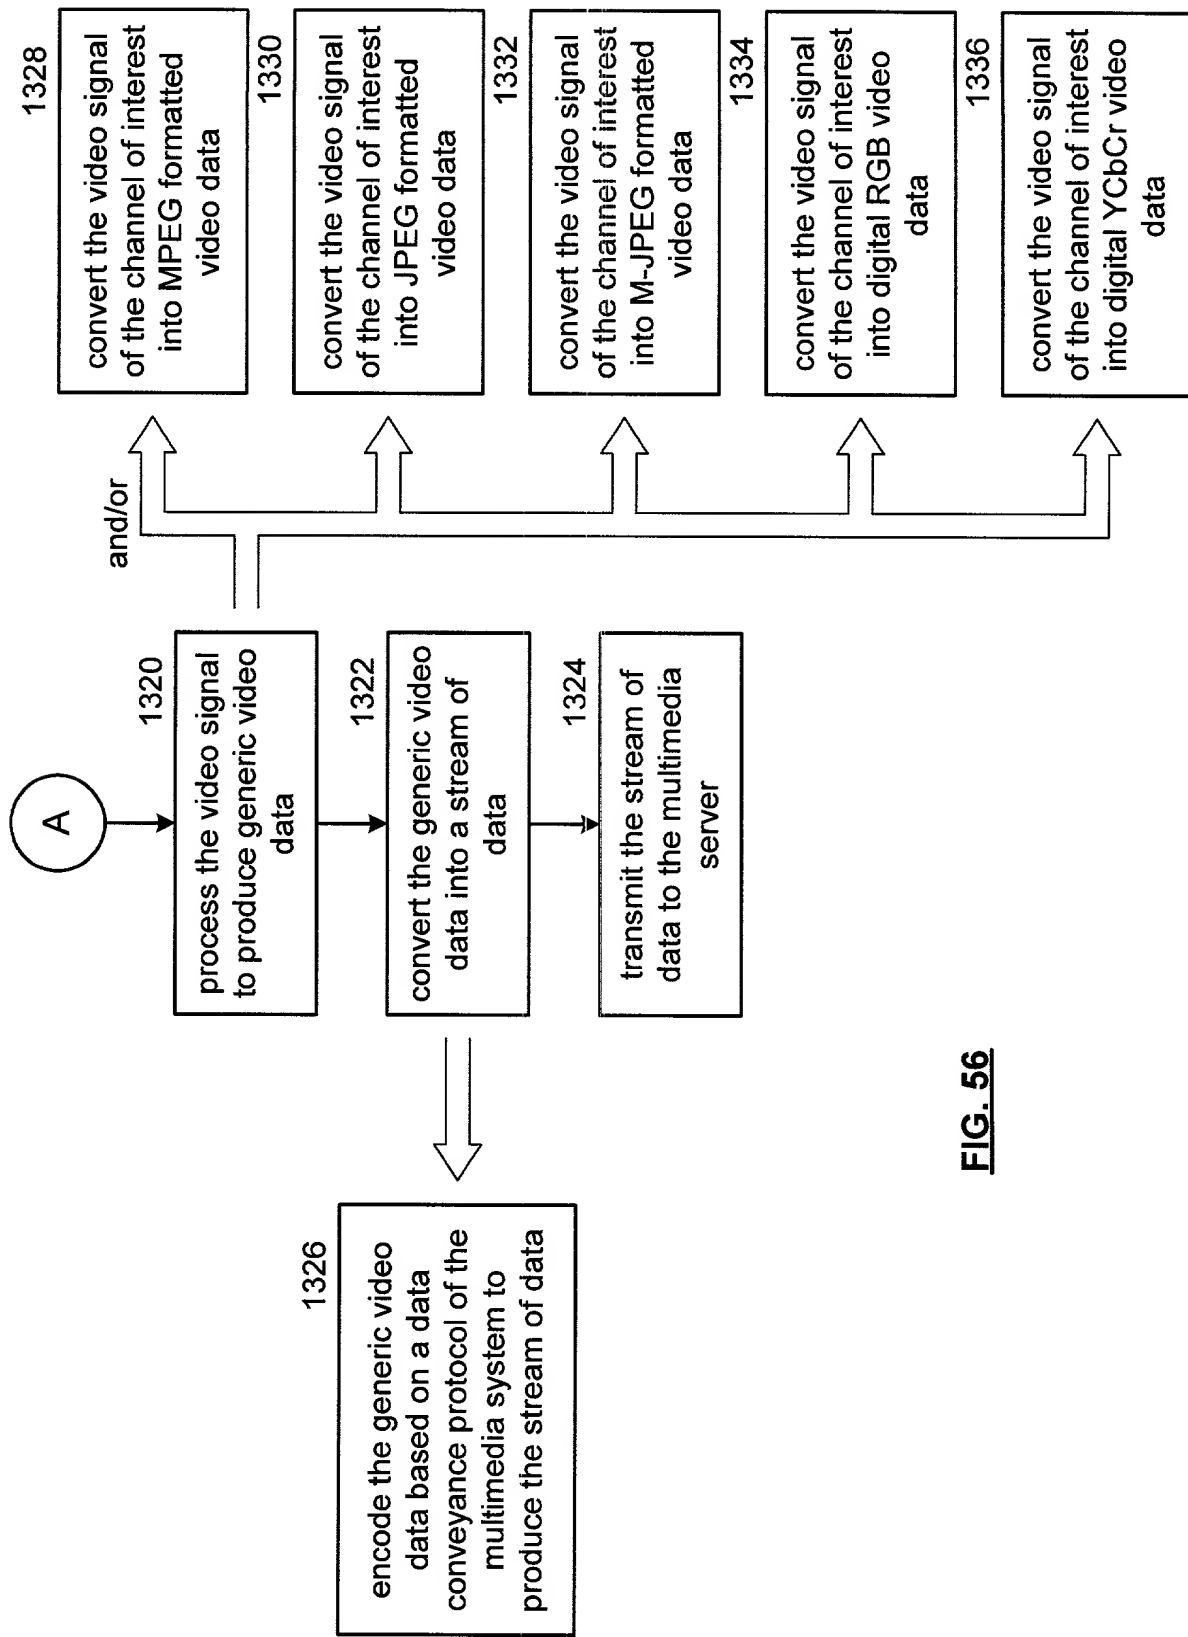 A
1320
process the video signal
to produce generic video
data
1322
convert the generic video
data into a stream of
data
1324
transmit the stream of
data to the multimedia
server
1326
encode the generic video
data based on a data
conveyance protocol of the
multimedia system to
produce the stream of data
and/or
1328
convert the video signal
of the channel of interest
into MPEG formatted
video data
1330
convert the video signal
of the channel of interest
into JPEG formatted
video data
1332
convert the video signal
of the channel of interest
into M-JPEG formatted
video data
1334
convert the video signal
of the channel of interest
into digital RGB video
data
1336
convert the video signal
of the channel of interest
into digital YCbCr video
data
FIG. 56